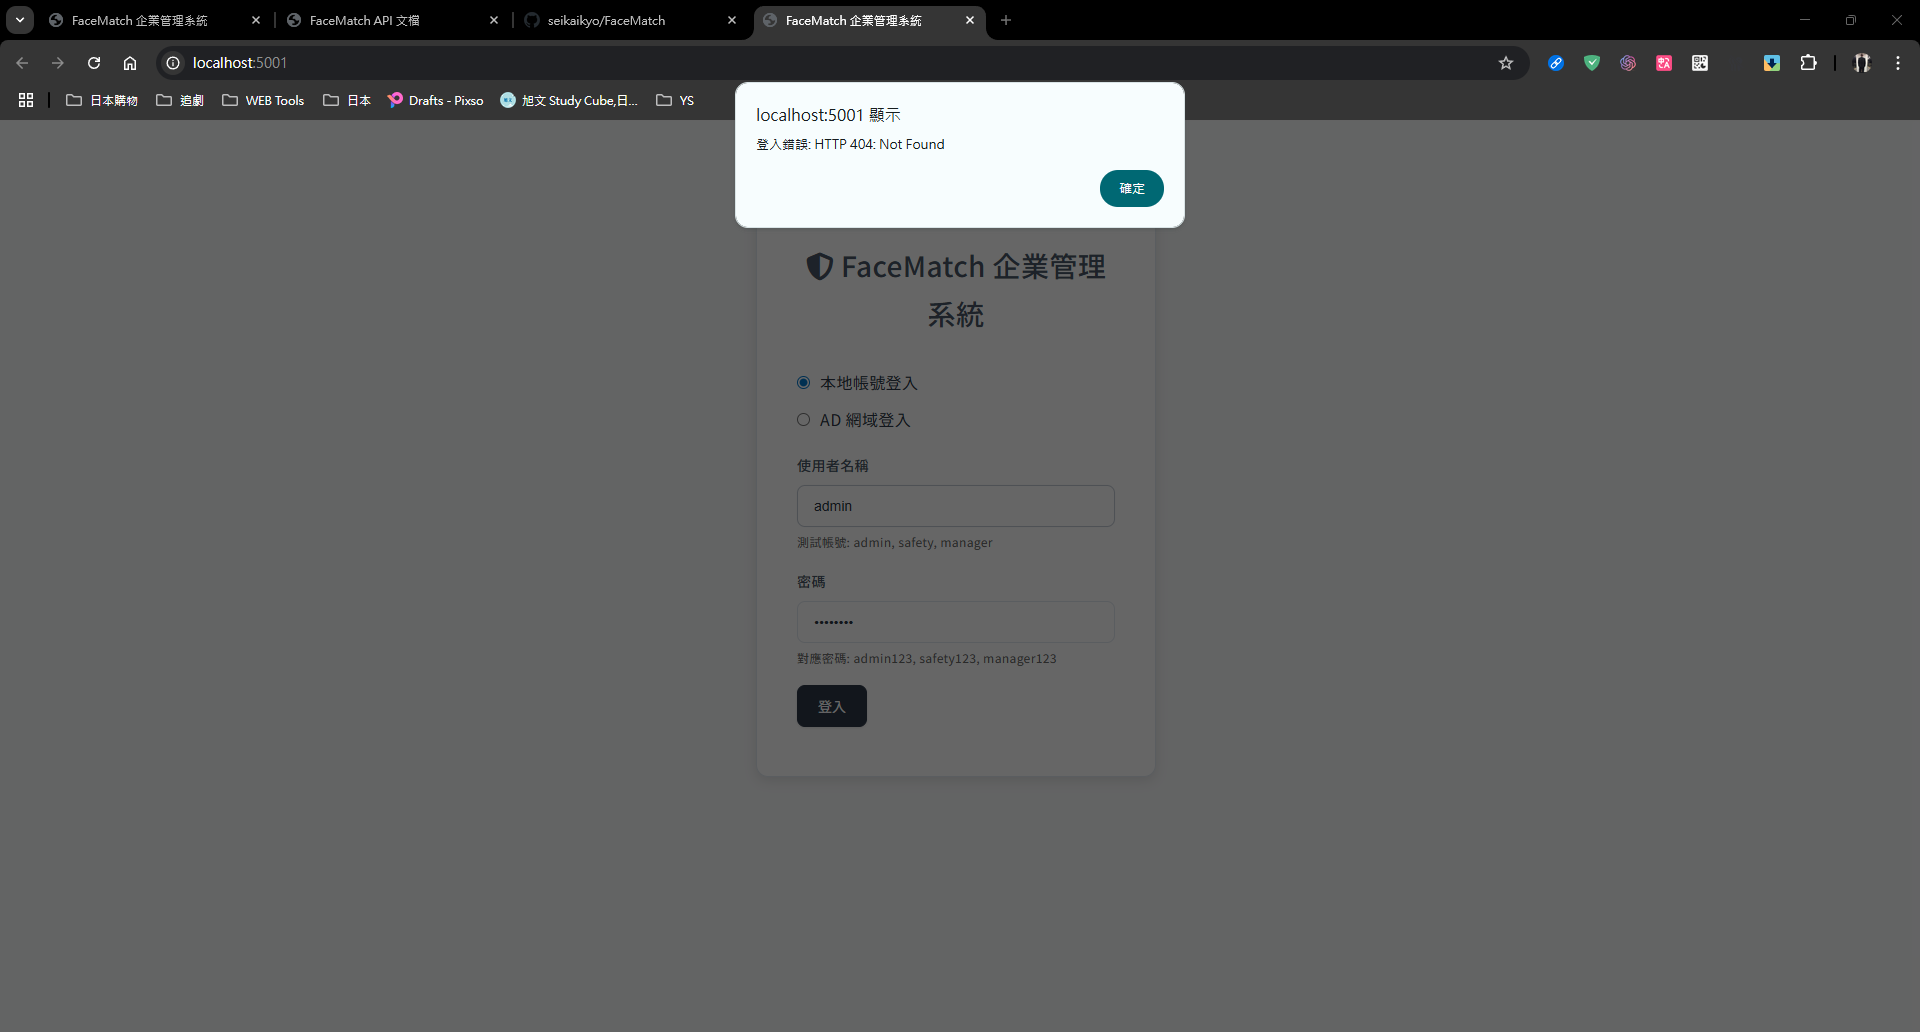 FaceMatch 企業管理系統
FaceMatch API 文檔
seikaikyo/FaceMatch
FaceMatch 企業管理系統
localhost:5001
日本購物
追劇
WEB Tools
日本
Drafts - Pixso
旭文 Study Cube,日...
YS
localhost:5001 顯示
登入錯誤: HTTP 404: Not Found
確定
FaceMatch 企業管理
系統
本地帳號登入
AD 網域登入
使用者名稱
admin
測試帳號: admin, safety, manager
密碼
••••••••
對應密碼: admin123, safety123, manager123
登入